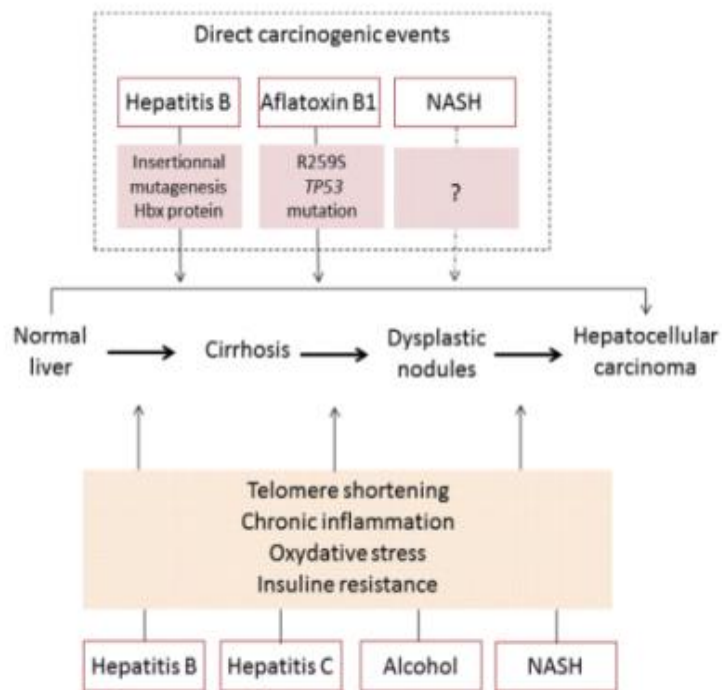 Direct carcinogenic events
Hepatitis B
Aflatoxin B1
NASH
Insertionnal
mutagenesis
Hbx protein
R259S
TP53
mutation
?
Normal
liver
Cirrhosis
Dysplastic
nodules
Hepatocellular
carcinoma
Telomere shortening
Chronic inflammation
Oxydative stress
Insuline resistance
Hepatitis B
Hepatitis C
Alcohol
NASH